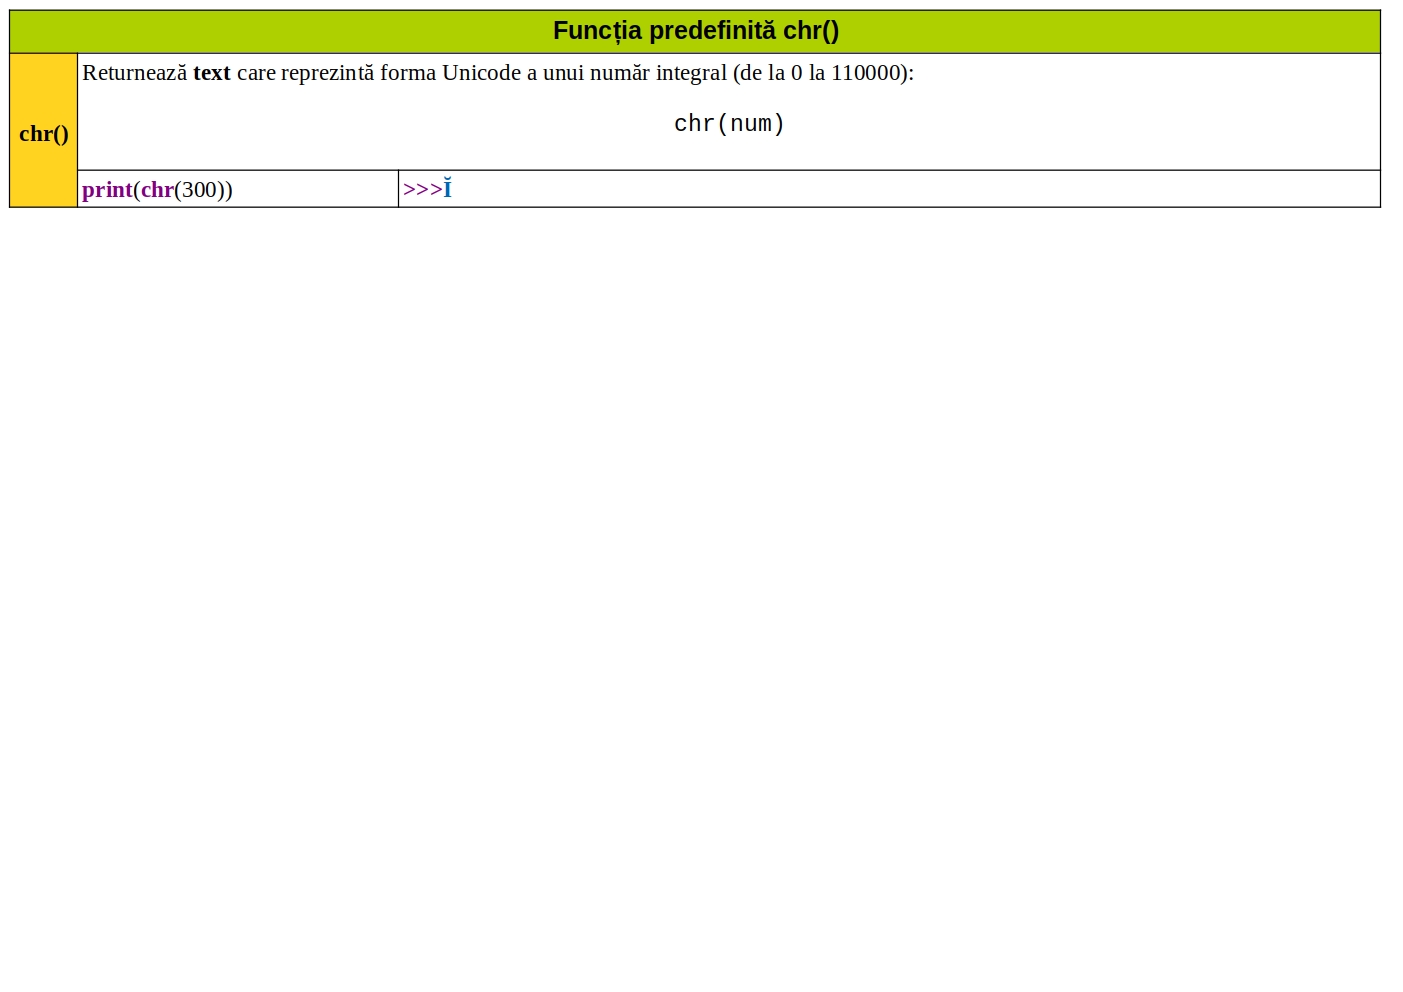 Funcția predefinită chr()
chr()
Returnează text care reprezintă forma Unicode a unui număr integral (de la 0 la 110000):
chr(num)
print(chr(300))
>>>Ĭ